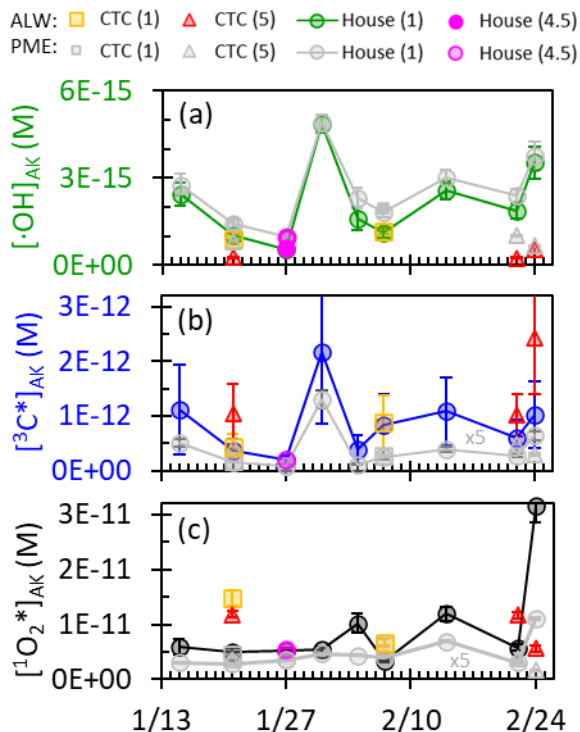 ALW: CTC (1) CTC (5) House (1) House (4.5)
PME: CTC (1) CTC (5) House (1) House (4.5)
(a)
[·OH]AK (M)
6E-15
3E-15
0E+00
(b)
[³C*]AK (M)
3E-12
2E-12
1E-12
0E+00
x5
(c)
[¹O₂*]AK (M)
3E-11
2E-11
1E-11
0E+00
x5
1/13 1/27 2/10 2/24